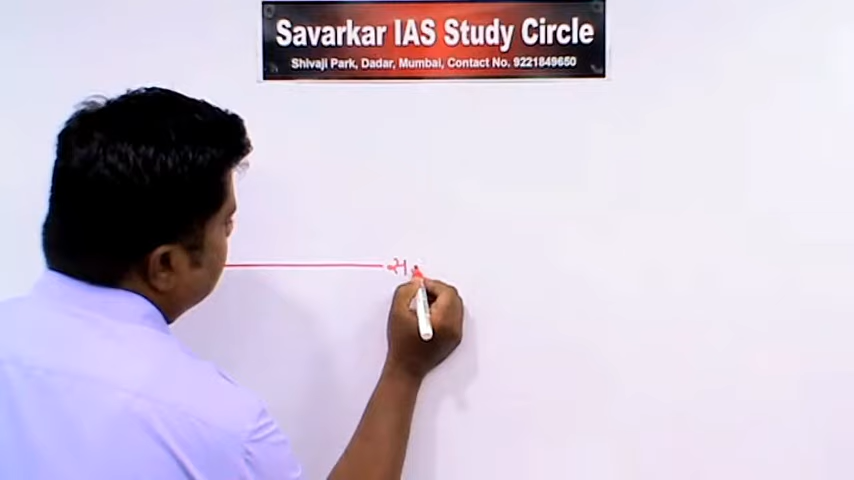 Savarkar IAS Study Circle
Shivaji Park, Dadar, Mumbai, Contact No. 9221849650